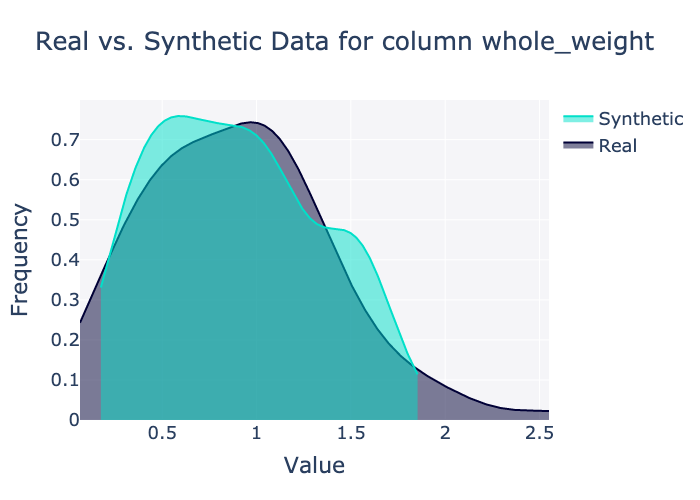 Real vs. Synthetic Data for column whole_weight
Synthetic
Real
Frequency
0.7
0.6
0.5
0.4
0.3
0.2
0.1
0
0.5
1
1.5
2
2.5
Value